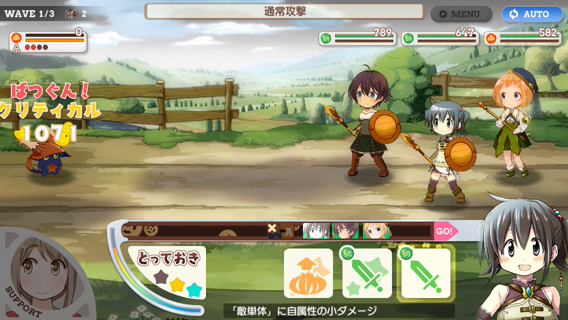 WAVE 1/3
2
通常攻撃
MENU
AUTO
0
A
789
647
582
ばつぐん!
クリティカル
1071
GO!
とっておき
SUPPORT
「敵単体」に自属性の小ダメージ